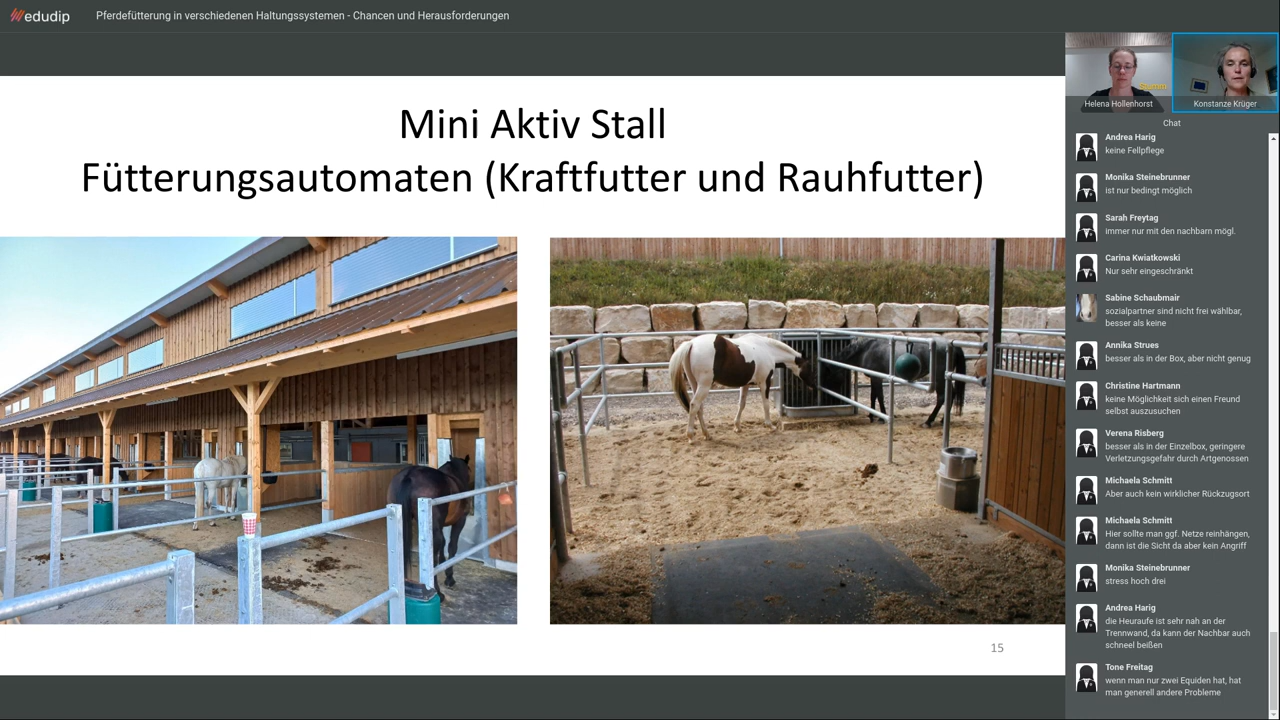 edudip
Pferdefütterung in verschiedenen Haltungssystemen - Chancen und Herausforderungen
Mini Aktiv Stall
Fütterungsautomaten (Kraftfutter und Rauhfutter)
15
Stumm
Helena Hollenhorst
Konstanze Krüger
Chat
Andrea Harig
keine Fellpflege
Monika Steinebrunner
ist nur bedingt möglich
Sarah Freytag
immer nur mit den nachbarn mögl.
Carina Kwiatkowski
Nur sehr eingeschränkt
Sabine Schaubmair
sozialpartner sind nicht frei wählbar,
besser als keine
Annika Strues
besser als in der Box, aber nicht genug
Christine Hartmann
keine Möglichkeit sich einen Freund
selbst auszusuchen
Verena Risberg
besser als in der Einzelbox, geringere
Verletzungsgefahr durch Artgenossen
Michaela Schmitt
Aber auch kein wirklicher Rückzugsort
Michaela Schmitt
Hier sollte man ggf. Netze reinhängen,
dann ist die Sicht da aber kein Angriff
Monika Steinebrunner
stress hoch drei
Andrea Harig
die Heuraufe ist sehr nah an der
Trennwand, da kann der Nachbar auch
schneel beißen
Tone Freitag
wenn man nur zwei Equiden hat, hat
man generell andere Probleme